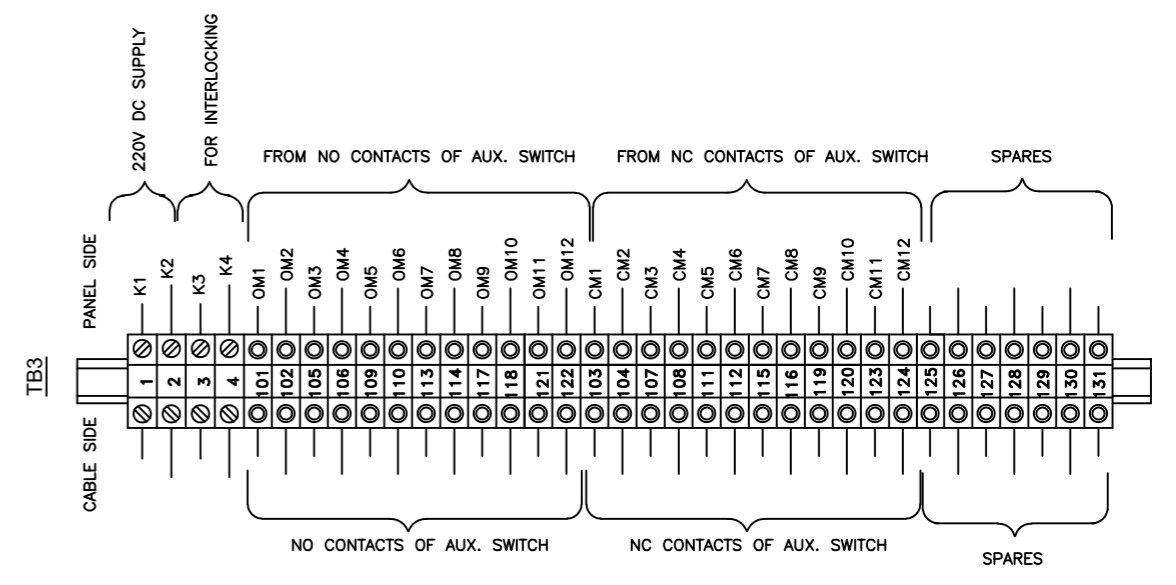 220V DC SUPPLY
FOR INTERLOCKING
FROM NO CONTACTS OF AUX. SWITCH
FROM NC CONTACTS OF AUX. SWITCH
SPARES
PANEL SIDE
K1 K2 K3 K4 OM1 OM2 OM3 OM4 OM5 OM6 OM7 OM8 OM9 OM10 OM11 OM12 CM1 CM2 CM3 CM4 CM5 CM6 CM7 CM8 CM9 CM10 CM11 CM12
TB3
1 2 3 4 101 102 105 106 109 110 113 114 117 118 121 122 103 104 107 108 111 112 115 116 119 120 123 124 125 126 127 128 129 130 131
CABLE SIDE
NO CONTACTS OF AUX. SWITCH
NC CONTACTS OF AUX. SWITCH
SPARES